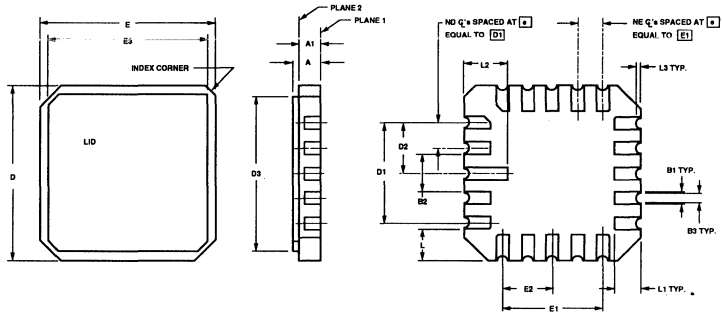 PLANE 2
PLANE 1
E
E3
A1
A
INDEX CORNER
LID
D
D3
ND ℄'s SPACED AT e
EQUAL TO D1
NE ℄'s SPACED AT e
EQUAL TO E1
L2
L3 TYP.
D2
D1
B2
B1 TYP.
B3 TYP.
L
E2
E1
L1 TYP.